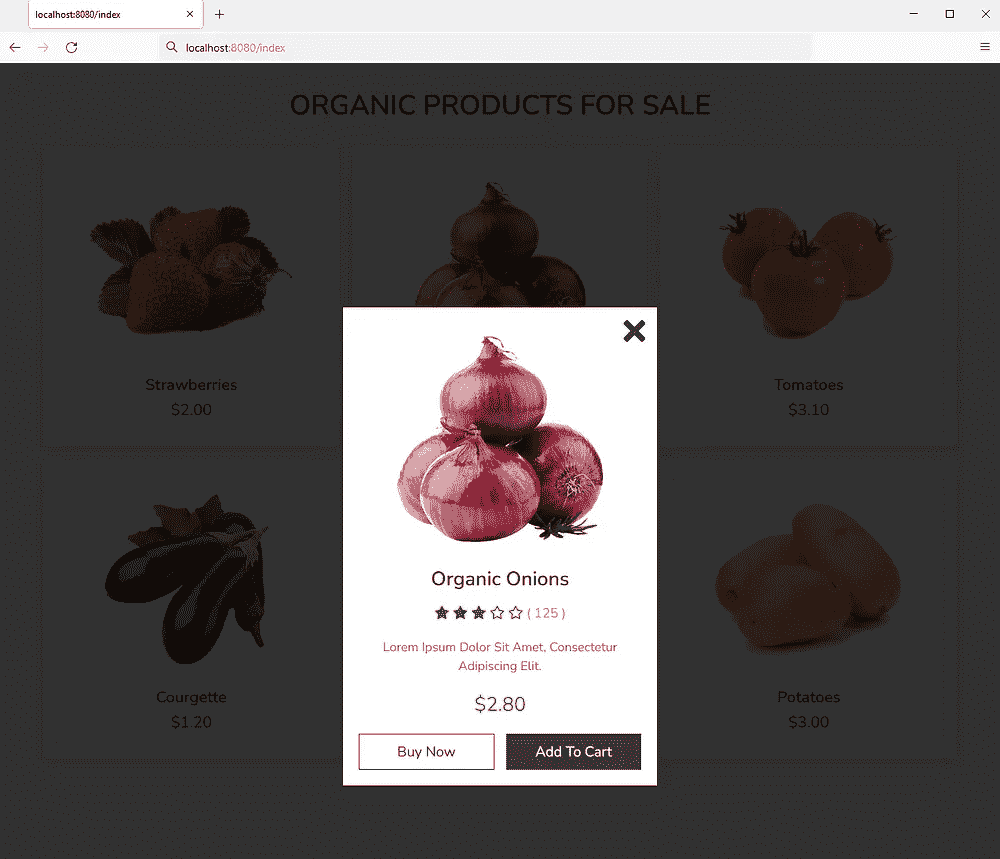 localhost:8080/index
localhost:8080/index
ORGANIC PRODUCTS FOR SALE
Strawberries
$2.00
Tomatoes
$3.10
Organic Onions
( 125 )
Lorem Ipsum Dolor Sit Amet, Consectetur
Adipiscing Elit.
$2.80
Buy Now
Add To Cart
Courgette
$1.20
Potatoes
$3.00